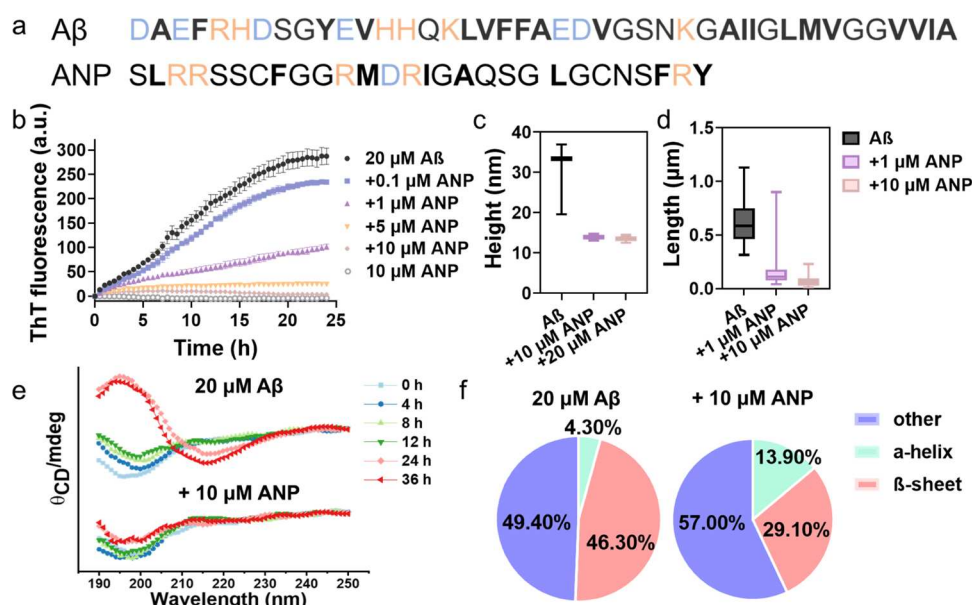 a Aβ DAEFRHDSGYEVHHQKLVFFAEDVGSNKGAIIGLMVGGVVIA
ANP SLRRSSCFGGRMDRIGAQSG LGCNSFRY
b
ThT fluorescence (a.u.)
300
250
200
150
100
50
0
0 5 10 15 20 25
Time (h)
20 µM Aβ
+0.1 µM ANP
+1 µM ANP
+5 µM ANP
+10 µM ANP
10 µM ANP
c
Height (nm)
40
30
20
10
0
Aß
+10 µM ANP
+20 µM ANP
d
Length (µm)
1.5
1.0
0.5
0.0
Aß
+1 µM ANP
+10 µM ANP
Aß
+1 µM ANP
+10 µM ANP
e
20 µM Aβ
+ 10 µM ANP
θCD/mdeg
190 200 210 220 230 240 250
Wavelength (nm)
0 h
4 h
8 h
12 h
24 h
36 h
f
20 µM Aβ
4.30%
49.40%
46.30%
+ 10 µM ANP
13.90%
57.00%
29.10%
other
a-helix
ß-sheet